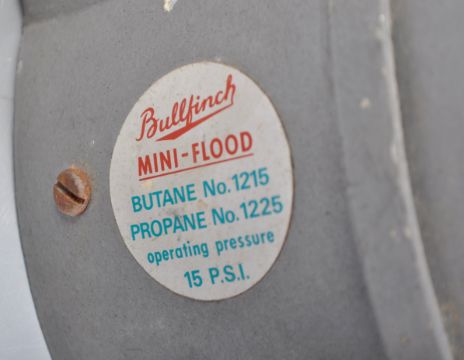 Bullfinch
MINI-FLOOD
BUTANE No.1215
PROPANE No.1225
operating pressure
15 P.S.I.